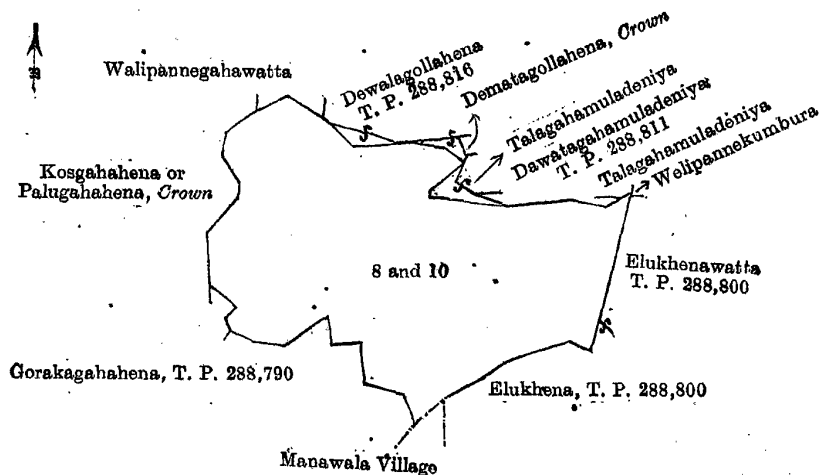 Walipannegahawatta
Dewalagollahena
T. P. 288,816
Dematagollahena, Crown
Talagahamuladeniya
Dawatagahamuladeniya,
T. P. 288,811
Talagahamuladeniya
Welipannekumbura
Kosgahahena or
Palugahahena, Crown
8 and 10
Elukhenawatta
T. P. 288,800
Gorakagahahena, T. P. 288,790
Elukhena, T. P. 288,800
Manawala Village